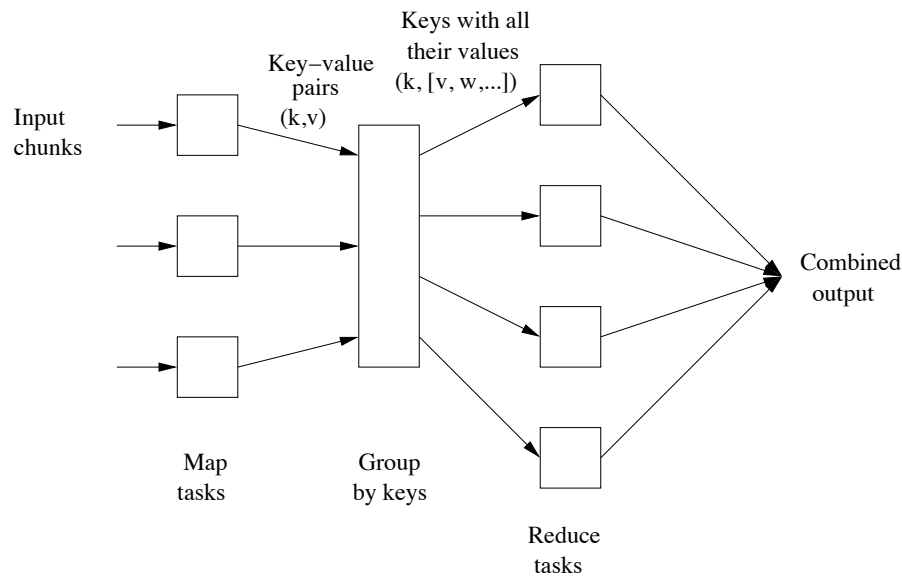 Keys with all
their values
(k, [v, w,...])
Key−value
pairs
(k,v)
Input
chunks
Combined
output
Map
tasks
Group
by keys
Reduce
tasks